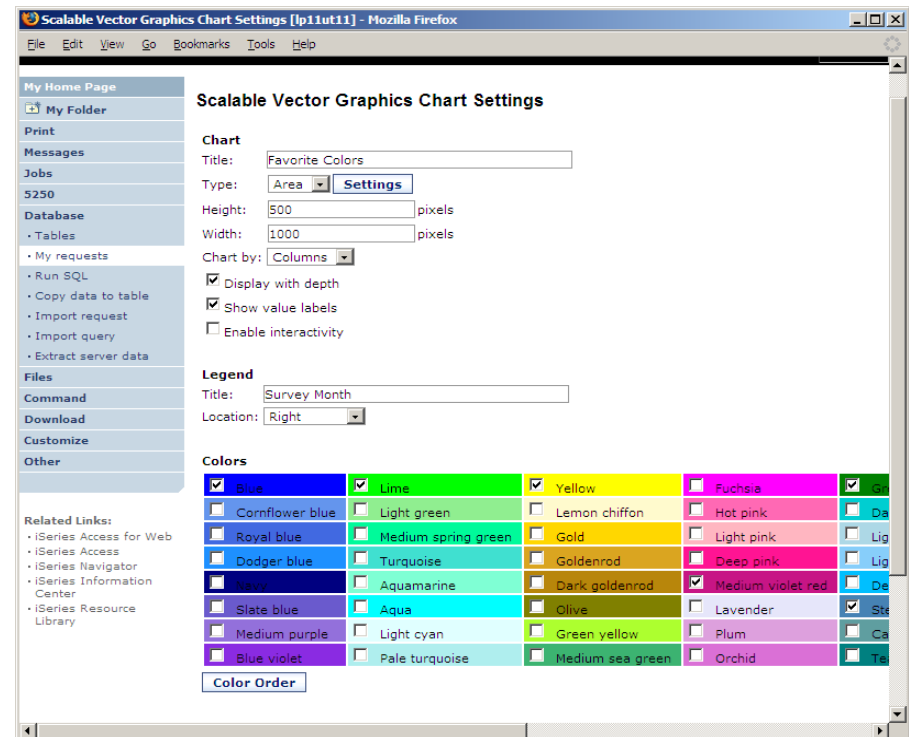 Scalable Vector Graphics Chart Settings [lp11ut11] - Mozilla Firefox
File Edit View Go Bookmarks Tools Help
My Home Page
My Folder
Print
Messages
Jobs
5250
Database
• Tables
• My requests
• Run SQL
• Copy data to table
• Import request
• Import query
• Extract server data
Files
Command
Download
Customize
Other
Related Links:
• iSeries Access for Web
• iSeries Access
• iSeries Navigator
• iSeries Information
Center
• iSeries Resource
Library
Scalable Vector Graphics Chart Settings
Chart
Title: Favorite Colors
Type: Area Settings
Height: 500 pixels
Width: 1000 pixels
Chart by: Columns
Display with depth
Show value labels
Enable interactivity
Legend
Title: Survey Month
Location: Right
Colors
Blue Lime Yellow Fuchsia Gr
Cornflower blue Light green Lemon chiffon Hot pink Da
Royal blue Medium spring green Gold Light pink Lig
Dodger blue Turquoise Goldenrod Deep pink Lig
Navy Aquamarine Dark goldenrod Medium violet red De
Slate blue Aqua Olive Lavender Ste
Medium purple Light cyan Green yellow Plum Ca
Blue violet Pale turquoise Medium sea green Orchid Te
Color Order